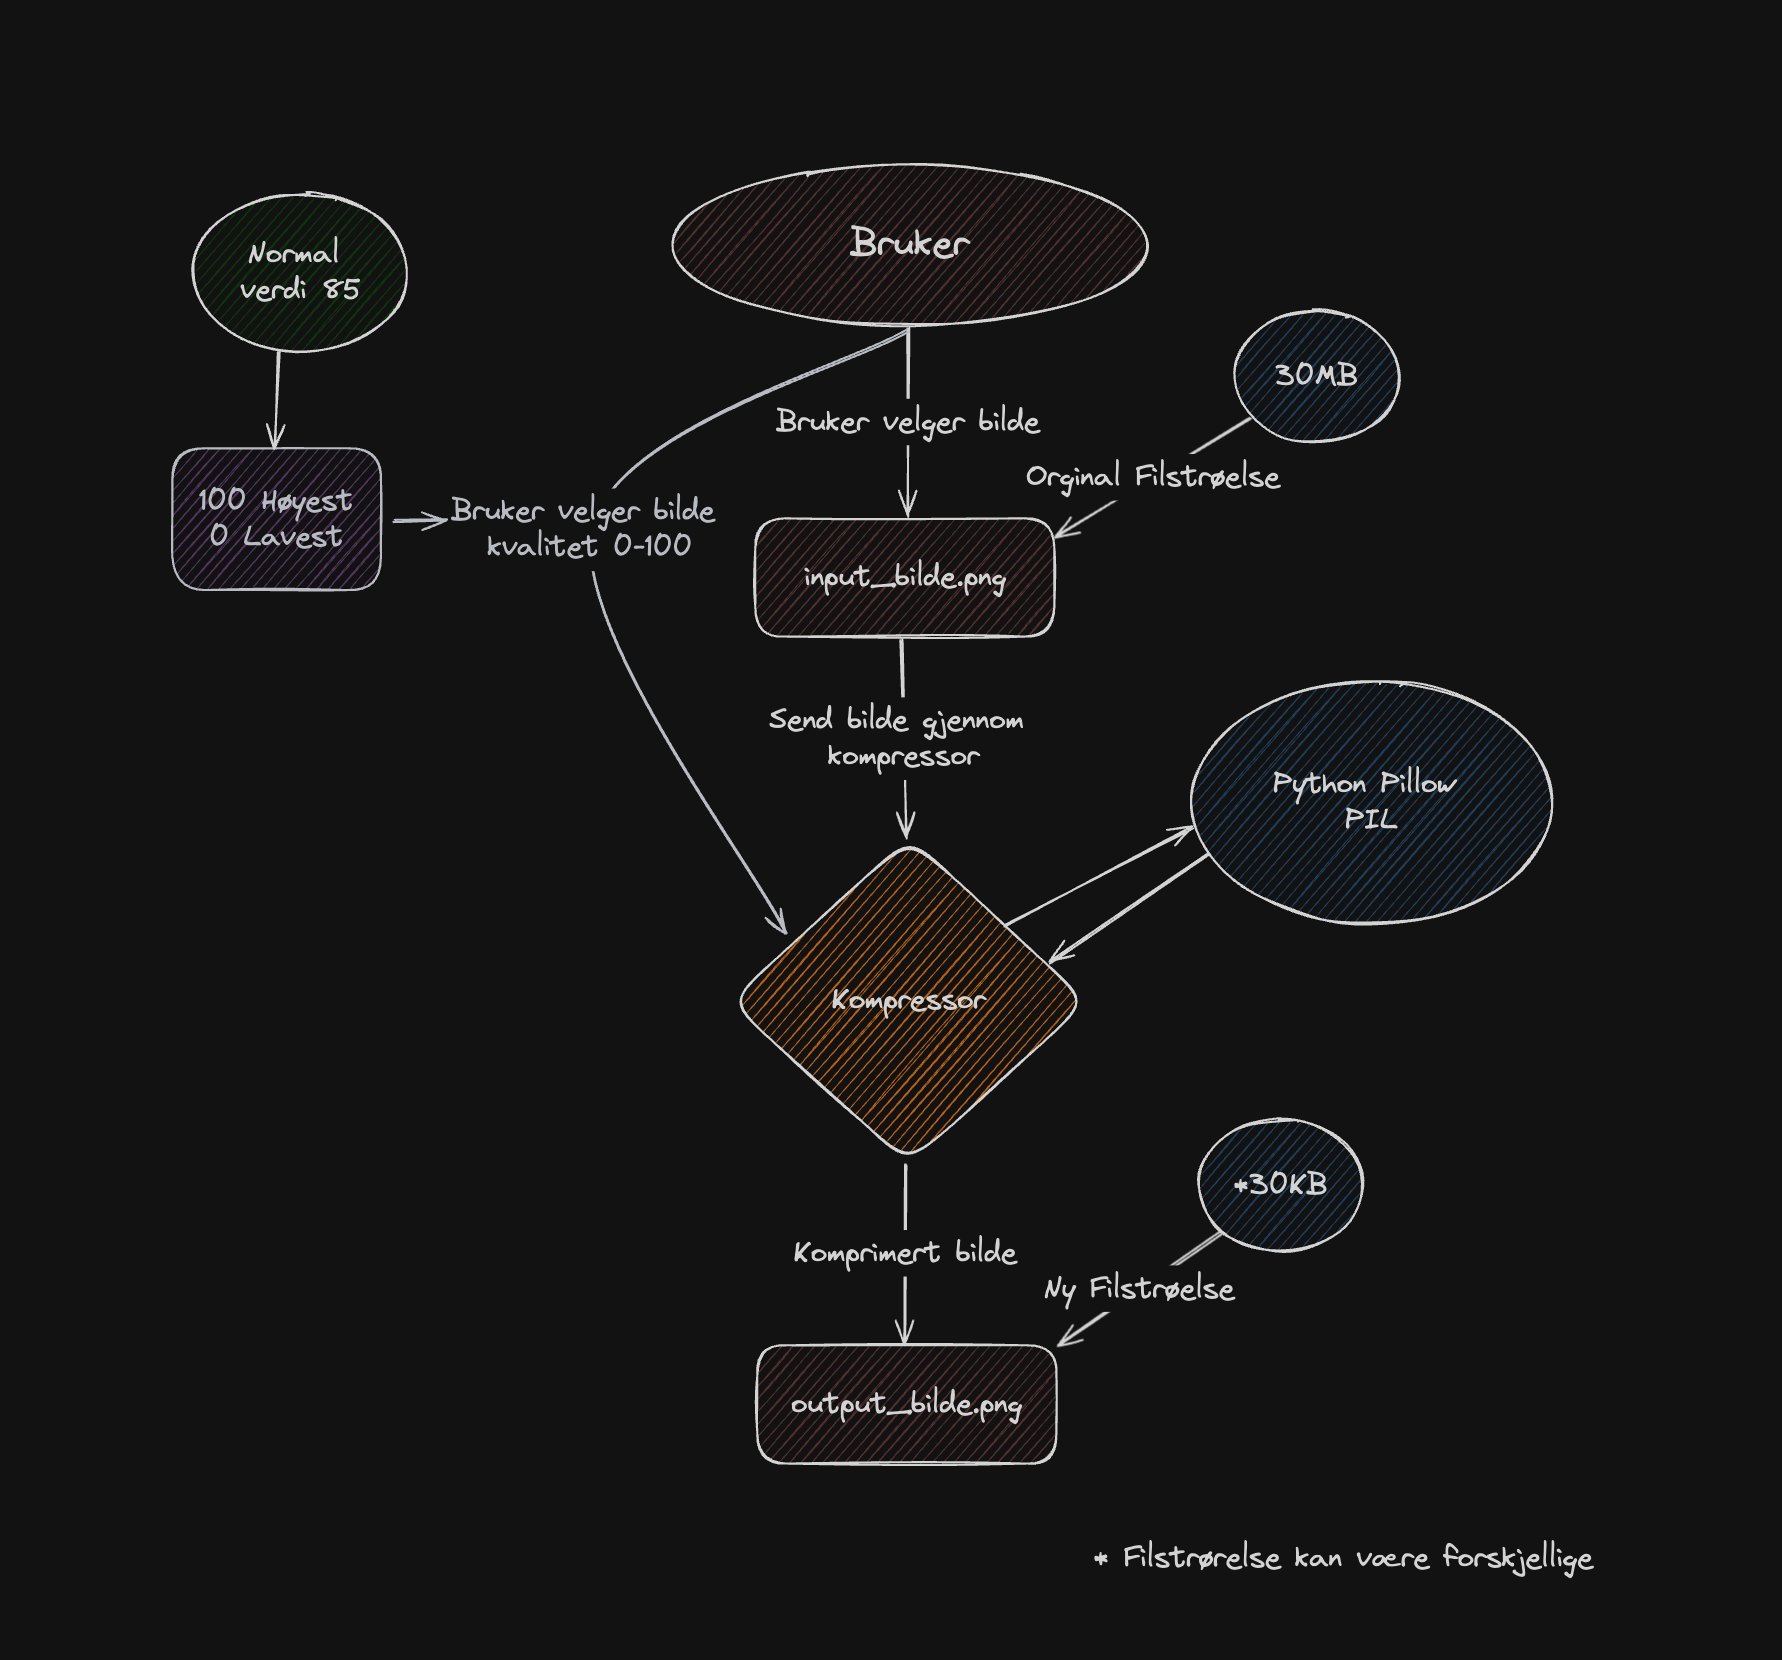 Bruker
Normal
verdi 85
30MB
Bruker velger bilde
Orginal Filstrøelse
100 Høyest
0 Lavest
Bruker velger bilde
kvalitet 0-100
input_bilde.png
Send bilde gjennom
kompressor
Python Pillow
PIL
Kompressor
*30KB
Komprimert bilde
Ny Filstrøelse
output_bilde.png
* Filstrørelse kan være forskjellige